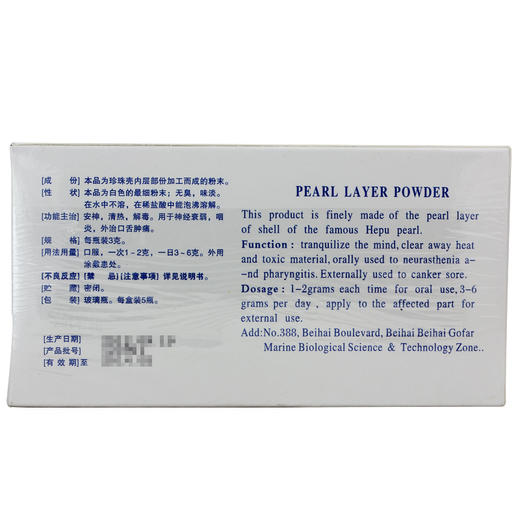 [成　份] 本品为珍珠壳内层部份加工而成的粉末。
[性　状] 本品为白色的最细粉末；无臭，味淡。
在水中不溶，在稀盐酸中能泡沸溶解。
[功能主治] 安神，清热，解毒。用于神经衰弱，咽
炎，外治口舌肿痛。
[规　格] 每瓶装3克。
[用法用量] 口服，一次1-2克，一日3-6克。外用
涂敷患处。
[不良反应] [禁　忌] [注意事项] 详见说明书。
[贮　藏] 密闭。
[包　装] 玻璃瓶。每盒装5瓶。
[生产日期]
[产品批号]
[有 效 期] 至
PEARL LAYER POWDER
This product is finely made of the pearl layer
of shell of the famous Hepu pearl.
Function: tranquilize the mind, clear away heat
and toxic material, orally used to neurasthenia a-
-nd pharyngitis. Externally used to canker sore.
Dosage: 1-2grams each time for oral use, 3-6
grams per day, apply to the affected part for
external use.
Add:No.388, Beihai Boulevard, Beihai Beihai Gofar
Marine Biological Science & Technology Zone..